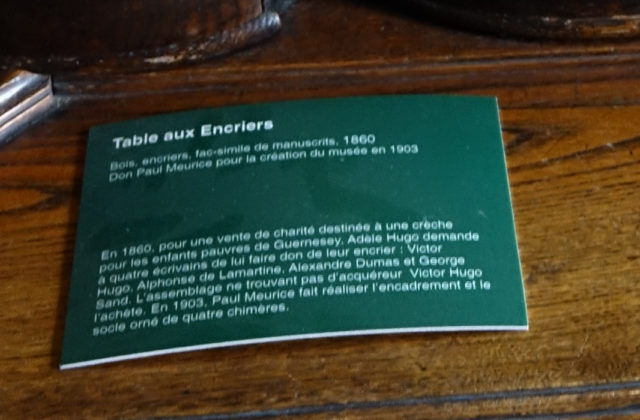 Table aux Encriers
Bois, encriers, fac-simile de manuscrits, 1860
Don Paul Meurice pour la création du musée en 1903
En 1860, pour une vente de charité destinée à une crèche
pour les enfants pauvres de Guernesey, Adèle Hugo demande
à quatre écrivains de lui faire don de leur encrier : Victor
Hugo, Alphonse de Lamartine, Alexandre Dumas et George
Sand. L'assemblage ne trouvant pas d'acquéreur Victor Hugo
l'achète. En 1903, Paul Meurice fait réaliser l'encadrement et le
socle orné de quatre chimères.